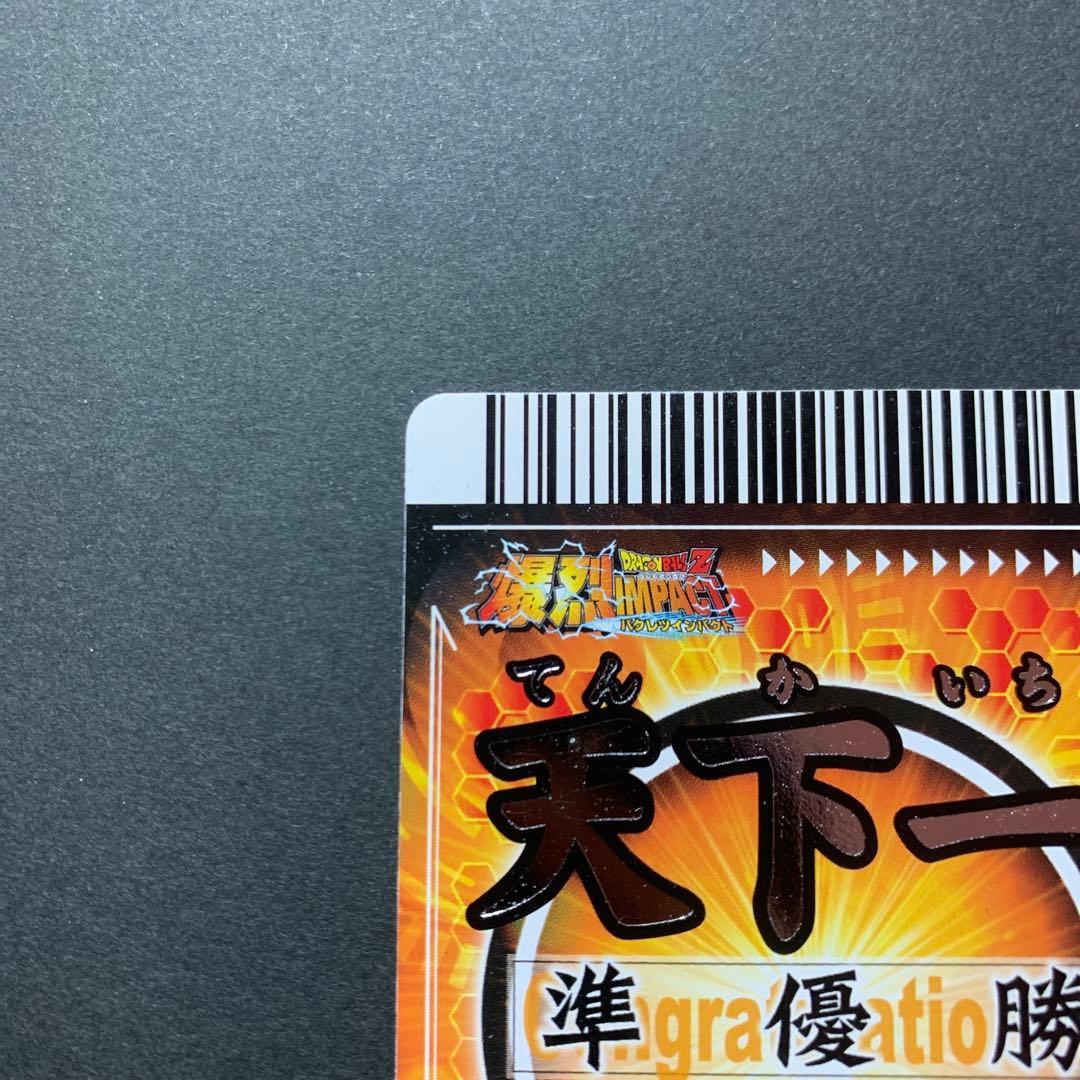 DRAGON BALL Z
爆烈IMPACT
バクレツインパクト
てん か いち
天下一
準優勝
Congratulatio